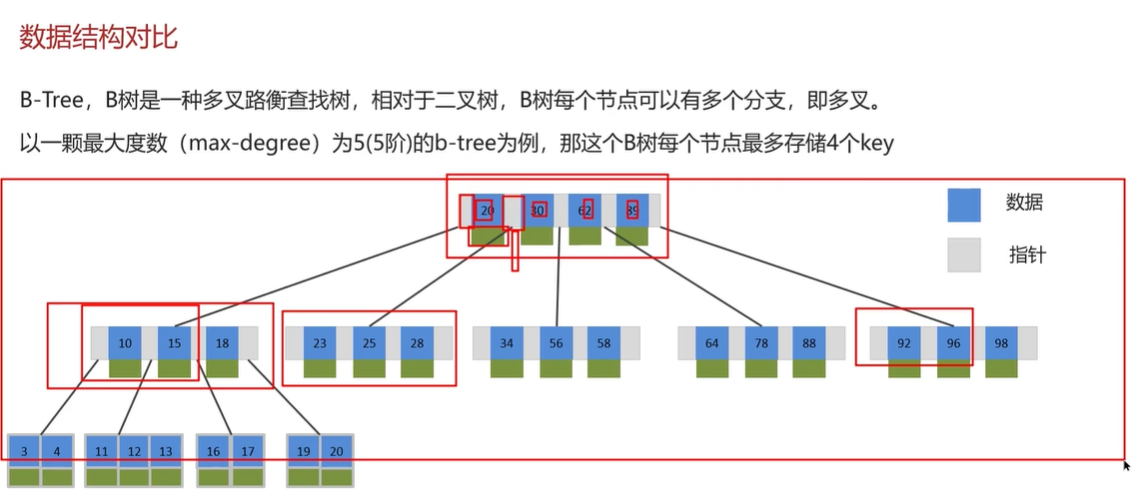 数据结构对比
B-Tree，B树是一种多叉路衡查找树，相对于二叉树，B树每个节点可以有多个分支，即多叉。
以一颗最大度数（max-degree）为5(5阶)的b-tree为例，那这个B树每个节点最多存储4个key
20 30 62 89
数据
指针
10 15 18 23 25 28 34 56 58 64 78 88 92 96 98
3 4 11 12 13 16 17 19 20